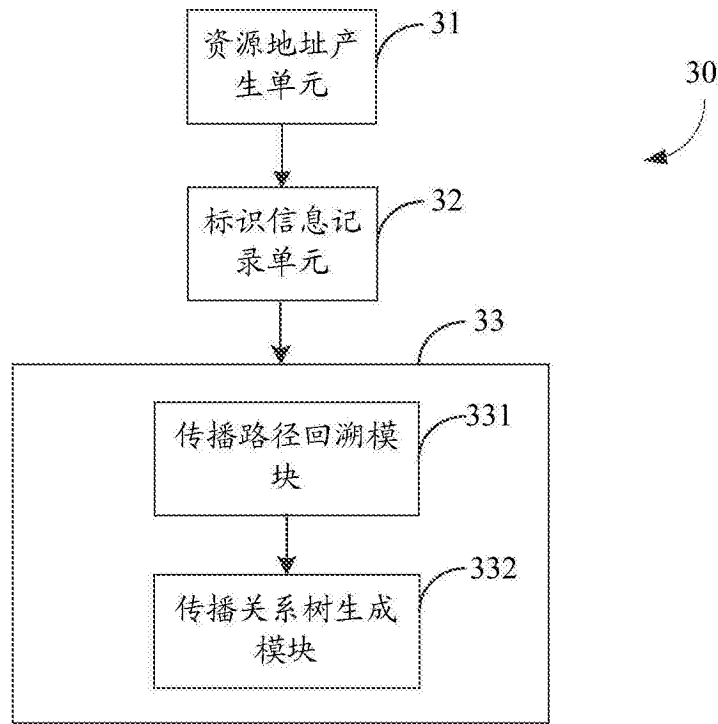 资源地址产
生单元
31
30
标识信息记
录单元
32
33
传播路径回溯模
块
331
传播关系树生成
模块
332